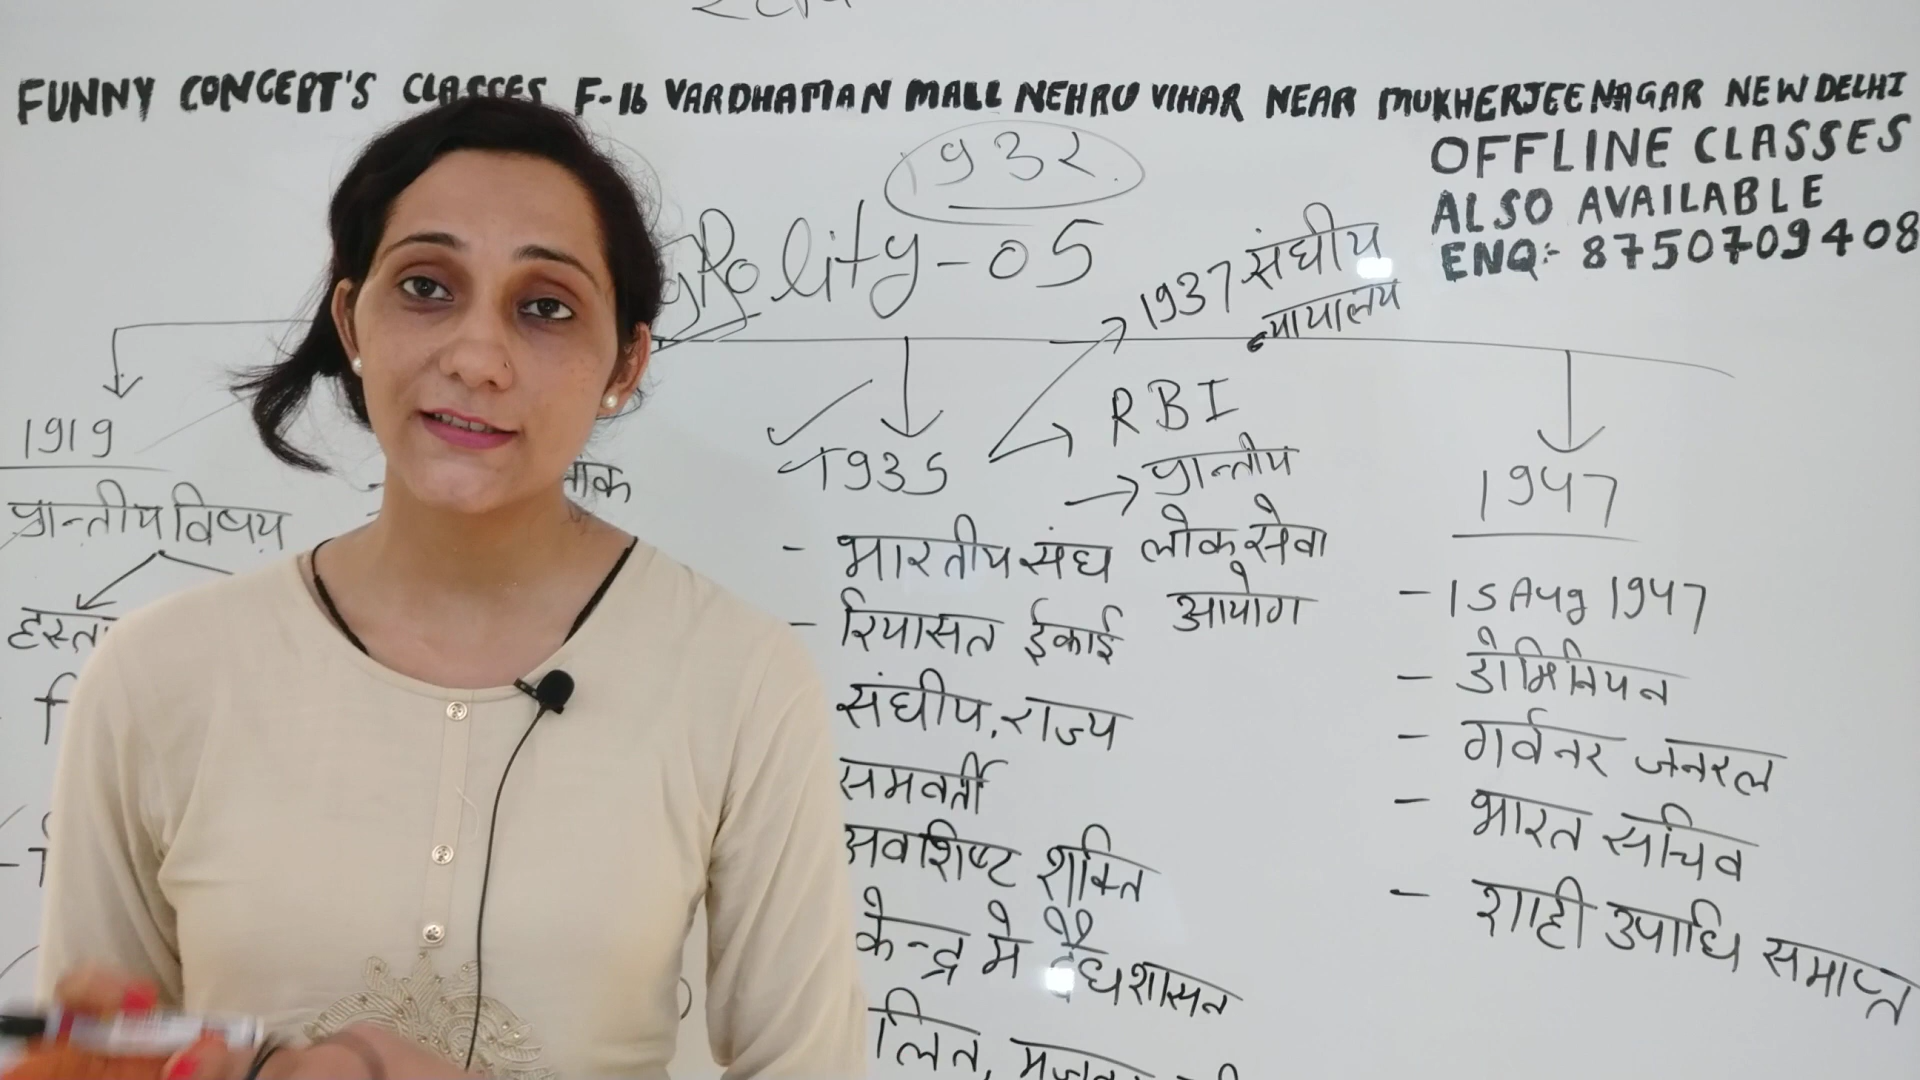 FUNNY CONCEPT'S CLASSES F-16 VARDHAMAN MALL NEHRU VIHAR NEAR MUKHERJEE NAGAR NEW DELHI
OFFLINE CLASSES
ALSO AVAILABLE
ENQ:- 8750709408
1932
Polity-05
1937 संघीय
न्यायालय
1919
प्रान्तीय विषय
1935
→ RBI
→ प्रान्तीय
लोक सेवा
आयोग
- भारतीय संघ
- रियासत ईकाई
संघीय, राज्य
समवर्ती
अवशिष्ट शक्ति
केन्द्र मे द्वैधशासन
1947
- 15 Aug 1947
- डोमिनियन
- गर्वनर जनरल
- भारत सचिव
- शाही उपाधि समाप्त